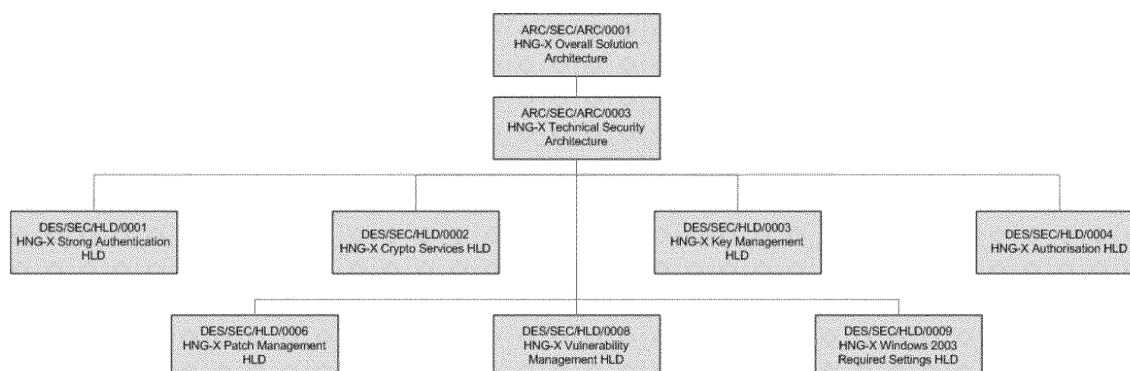 ARC/SEC/ARC/0001
HNG-X Overall Solution
Architecture
ARC/SEC/ARC/0003
HNG-X Technical Security
Architecture
DES/SEC/HLD/0001
HNG-X Strong Authentication
HLD
DES/SEC/HLD/0002
HNG-X Crypto Services HLD
DES/SEC/HLD/0003
HNG-X Key Management
HLD
DES/SEC/HLD/0004
HNG-X Authorisation HLD
DES/SEC/HLD/0006
HNG-X Patch Management
HLD
DES/SEC/HLD/0008
HNG-X Vulnerability
Management HLD
DES/SEC/HLD/0009
HNG-X Windows 2003
Required Settings HLD